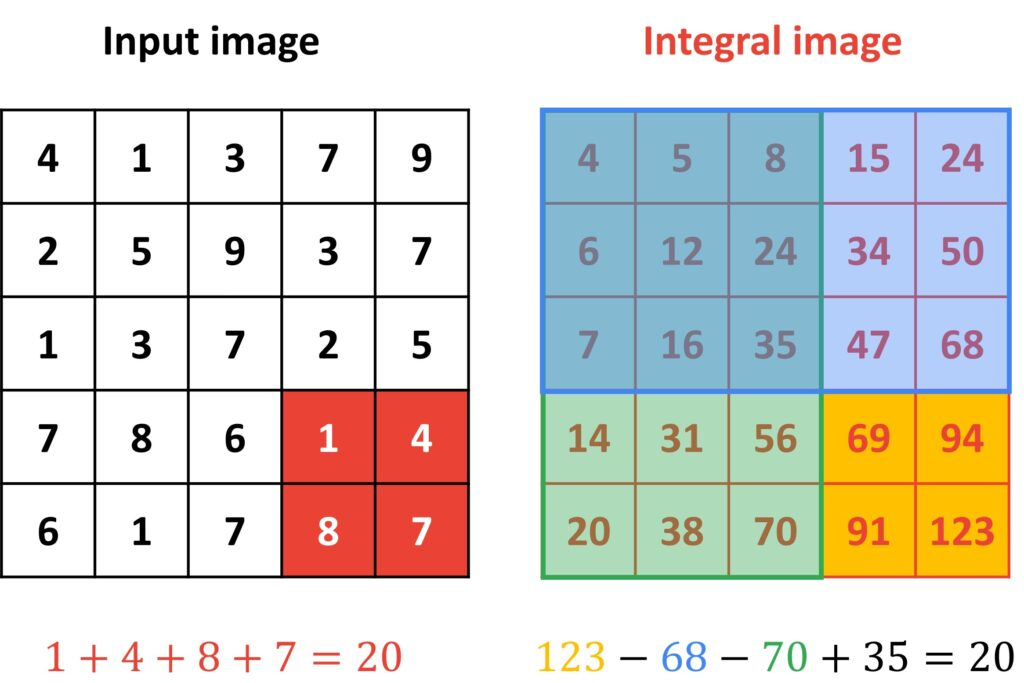 Input image
4 1 3 7 9
2 5 9 3 7
1 3 7 2 5
7 8 6 1 4
6 1 7 8 7
1 + 4 + 8 + 7 = 20
Integral image
4 5 8 15 24
6 12 24 34 50
7 16 35 47 68
14 31 56 69 94
20 38 70 91 123
123 − 68 − 70 + 35 = 20